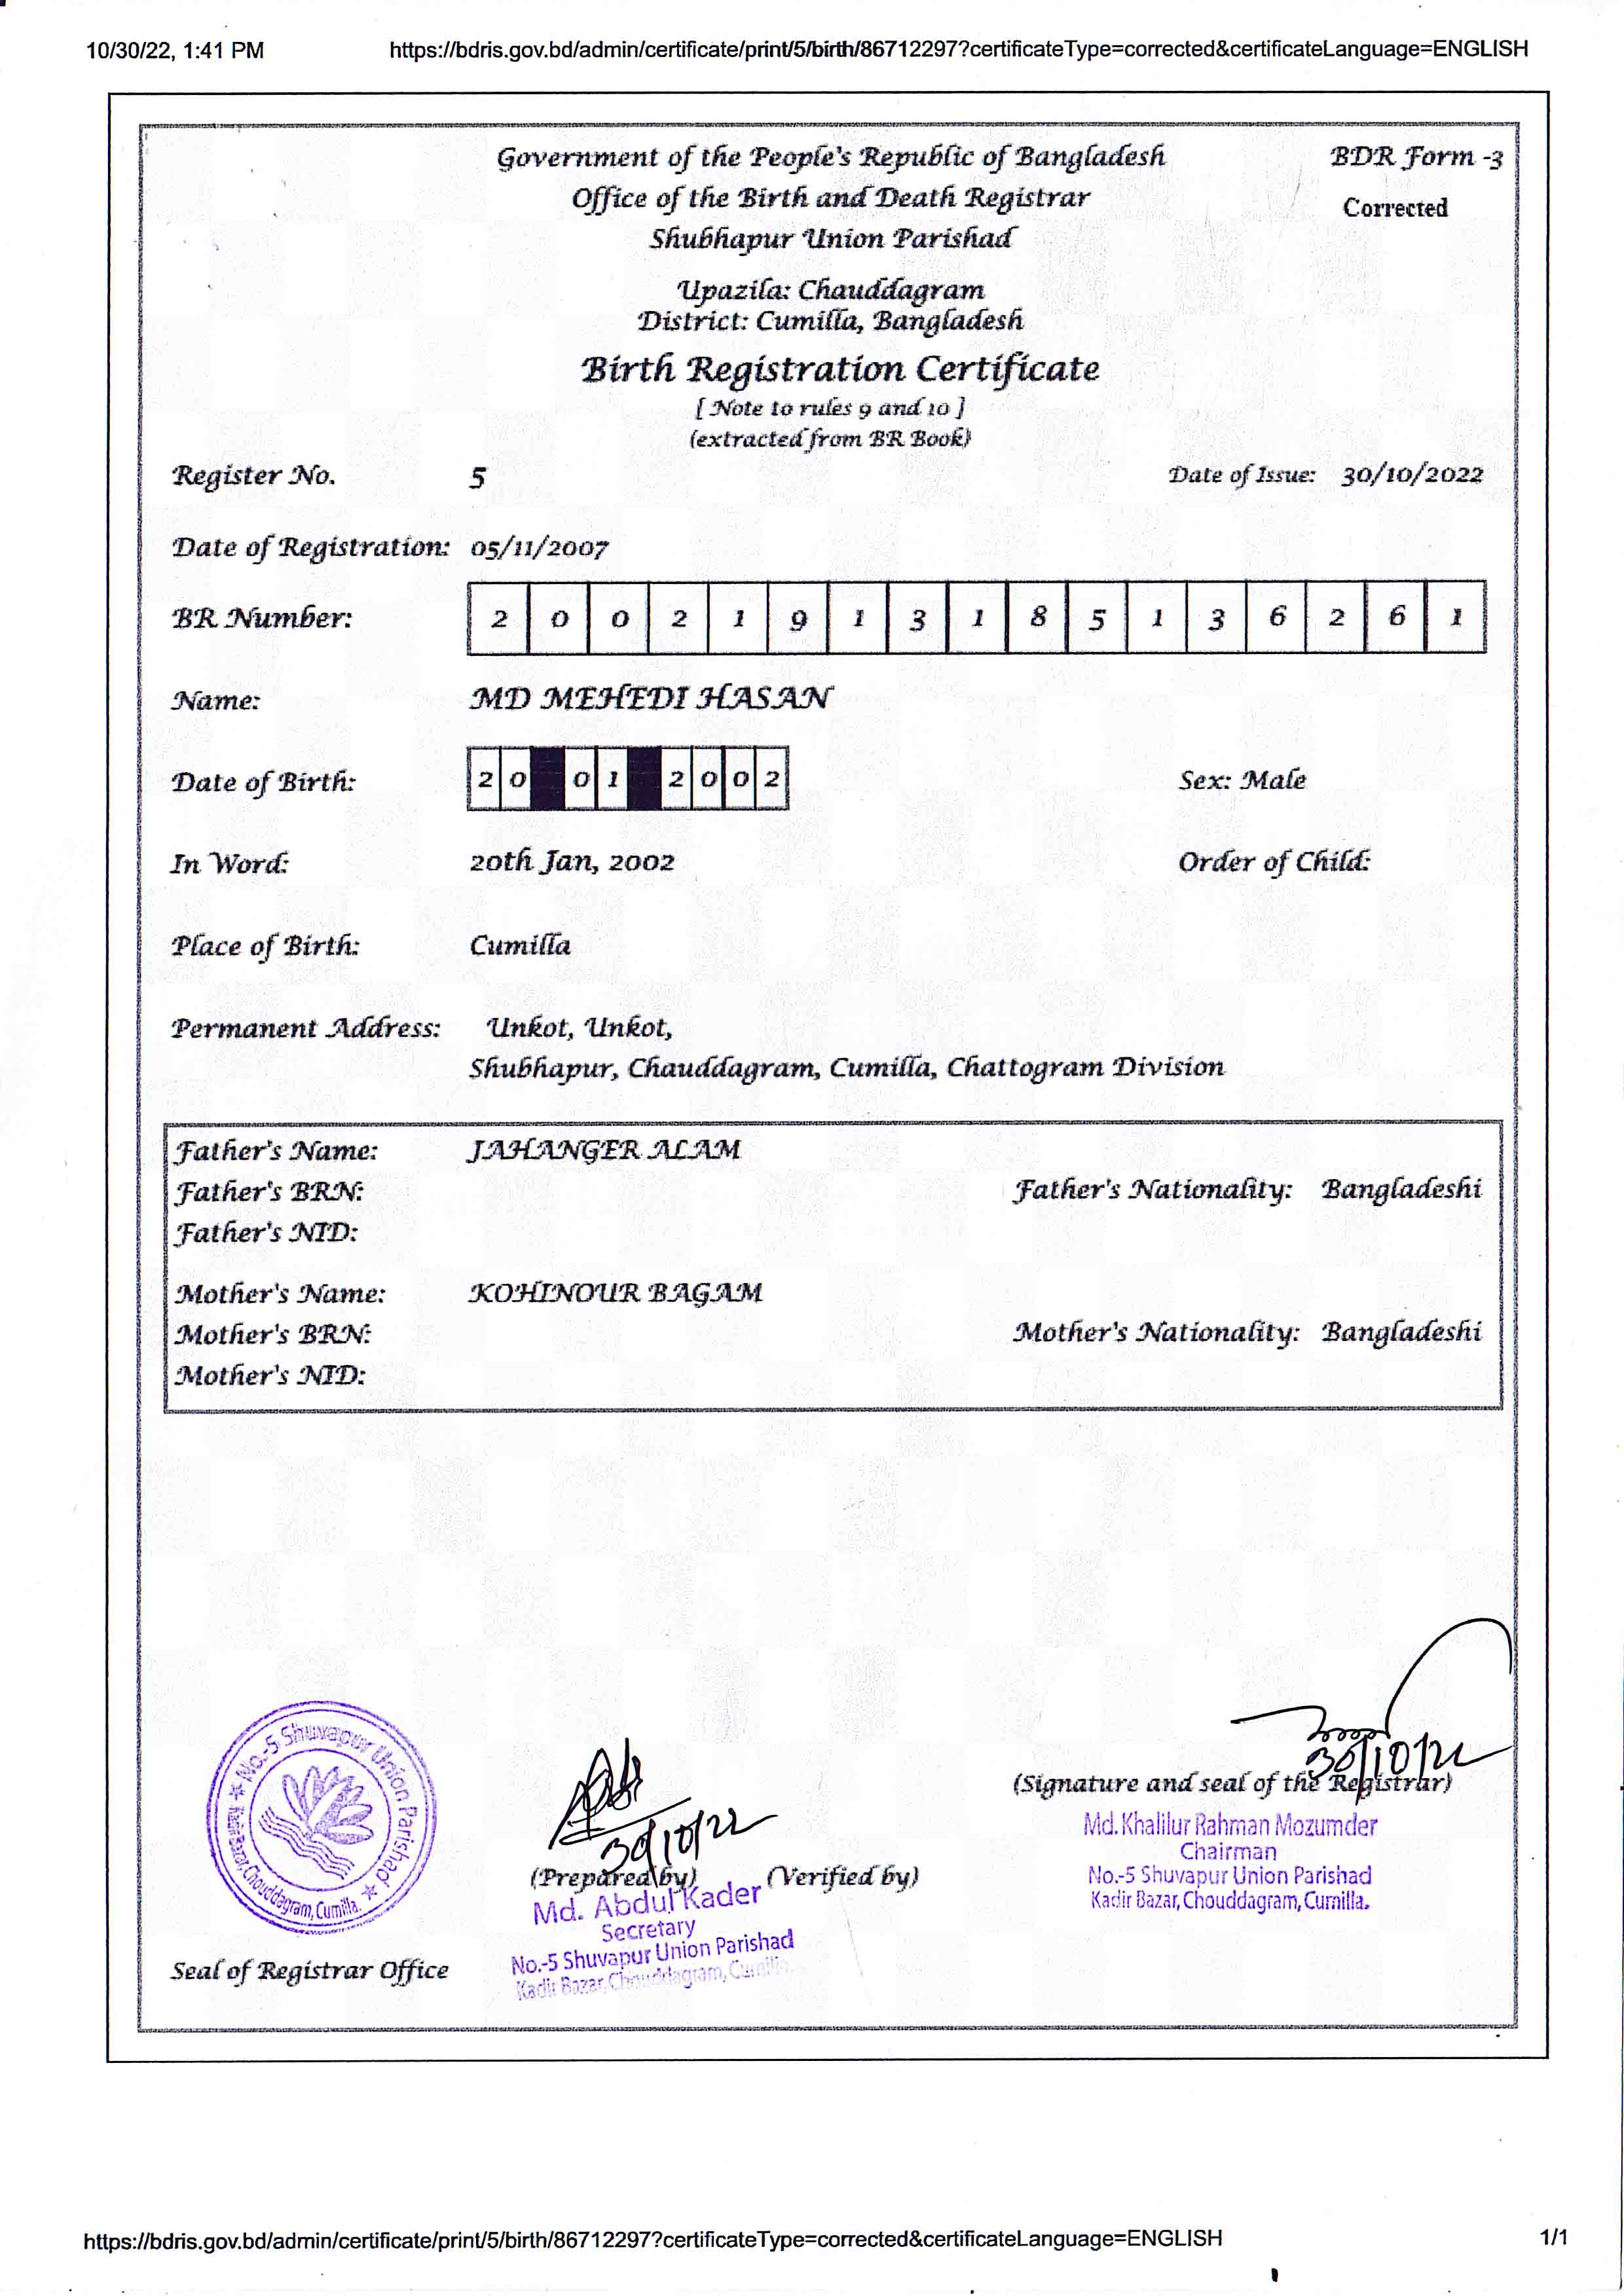 10/30/22, 1:41 PM https://bdris.gov.bd/admin/certificate/print/5/birth/86712297?certificateType=corrected&certificateLanguage=ENGLISH
Government of the People's Republic of Bangladesh BDR Form -3
Office of the Birth and Death Registrar Corrected
Shubhapur Union Parishad
Upazila: Chauddagram
District: Cumilla, Bangladesh
Birth Registration Certificate
[ Note to rules 9 and 10 ]
(extracted from BR Book)
Register No. 5 Date of Issue: 30/10/2022
Date of Registration: 05/11/2007
BR Number: 2 0 0 2 1 9 1 3 1 8 5 1 3 6 2 6 1
Name: MD MEHEDI HASAN
Date of Birth: 2 0 0 1 2 0 0 2 Sex: Male
In Word: 20th Jan, 2002 Order of Child:
Place of Birth: Cumilla
Permanent Address: Unkot, Unkot,
Shubhapur, Chauddagram, Cumilla, Chattogram Division
Father's Name: JAHANGER ALAM
Father's BRN: Father's Nationality: Bangladeshi
Father's NID:
Mother's Name: KOHINOUR BAGAM
Mother's BRN: Mother's Nationality: Bangladeshi
Mother's NID:
No.-5 Shuvapur Union Parishad
Kadir Bazar, Chouddagram, Cumilla.
Seal of Registrar Office
30/10/22
(Prepared by) (Verified by)
Md. Abdul Kader
Secretary
No.-5 Shuvapur Union Parishad
Kadir Bazar, Chouddagram, Cumilla.
30/10/22
(Signature and seal of the Registrar)
Md. Khalilur Rahman Mozumder
Chairman
No.-5 Shuvapur Union Parishad
Kadir Bazar, Chouddagram, Cumilla.
https://bdris.gov.bd/admin/certificate/print/5/birth/86712297?certificateType=corrected&certificateLanguage=ENGLISH 1/1